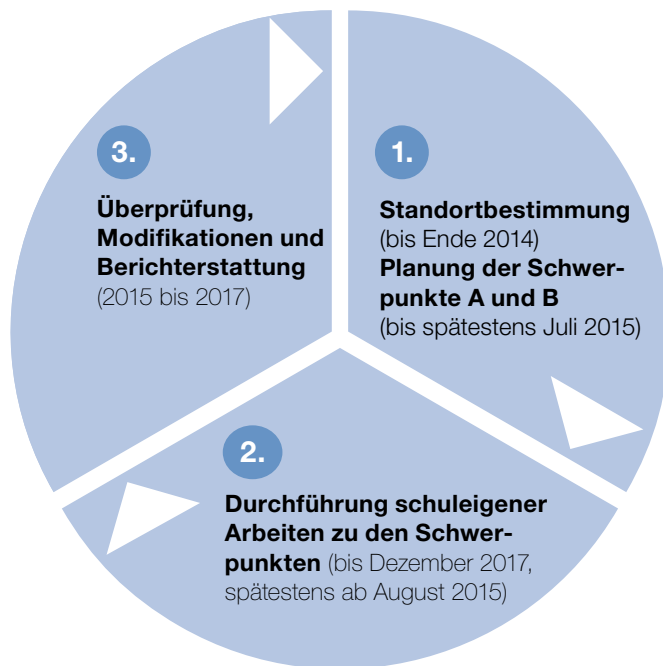 1.
Standortbestimmung
(bis Ende 2014)
Planung der Schwer-
punkte A und B
(bis spätestens Juli 2015)
2.
Durchführung schuleigener
Arbeiten zu den Schwer-
punkten (bis Dezember 2017,
spätestens ab August 2015)
3.
Überprüfung,
Modifikationen und
Berichterstattung
(2015 bis 2017)